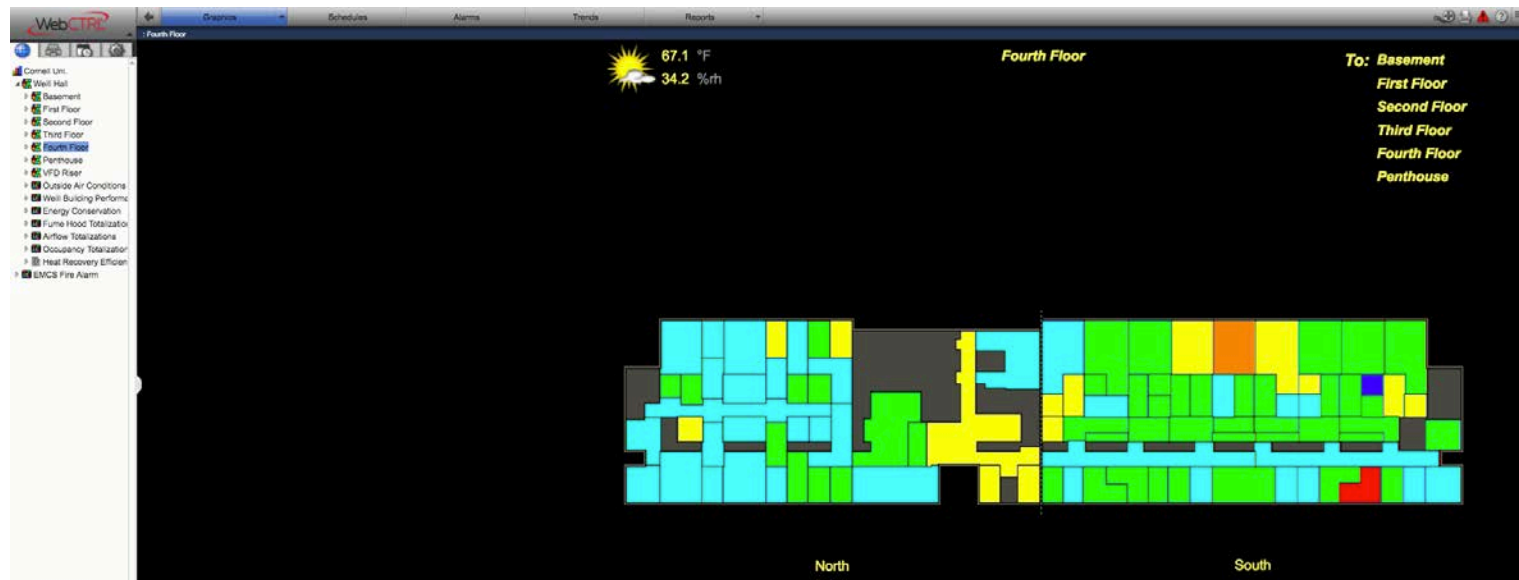 WebCTRL
Graphics
Schedules
Alarms
Trends
Reports
: Fourth Floor
Cornell Uni.
Weill Hall
Basement
First Floor
Second Floor
Third Floor
Fourth Floor
Penthouse
VFD Riser
Outside Air Conditions
Weill Building Performa
Energy Conservation
Fume Hood Totalization
Airflow Totalizations
Occupancy Totalization
Heat Recovery Efficien
EMCS Fire Alarm
67.1 °F
34.2 %rh
Fourth Floor
To: Basement
First Floor
Second Floor
Third Floor
Fourth Floor
Penthouse
North
South